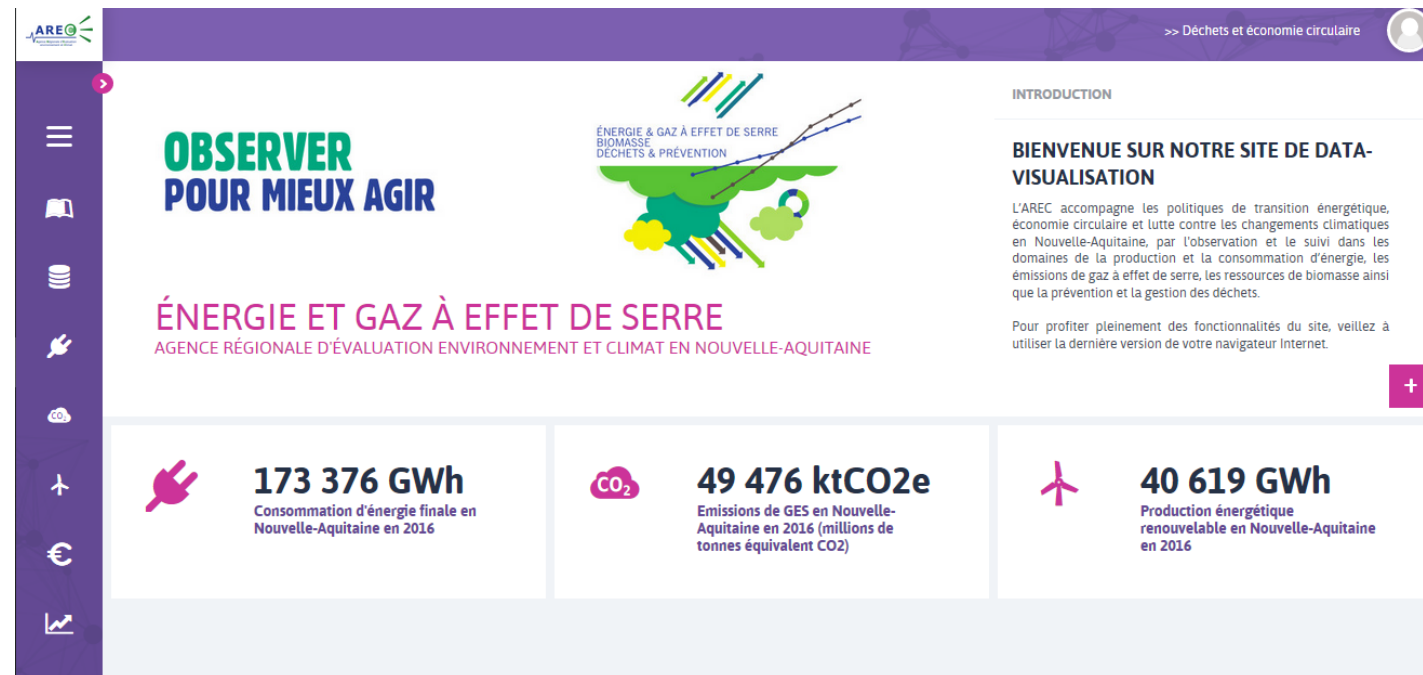 AREC
>> Déchets et économie circulaire
OBSERVER
POUR MIEUX AGIR
ÉNERGIE & GAZ À EFFET DE SERRE
BIOMASSE
DÉCHETS & PRÉVENTION
ÉNERGIE ET GAZ À EFFET DE SERRE
AGENCE RÉGIONALE D'ÉVALUATION ENVIRONNEMENT ET CLIMAT EN NOUVELLE-AQUITAINE
INTRODUCTION
BIENVENUE SUR NOTRE SITE DE DATA-
VISUALISATION
L'AREC accompagne les politiques de transition énergétique,
économie circulaire et lutte contre les changements climatiques
en Nouvelle-Aquitaine, par l'observation et le suivi dans les
domaines de la production et la consommation d'énergie, les
émissions de gaz à effet de serre, les ressources de biomasse ainsi
que la prévention et la gestion des déchets.
Pour profiter pleinement des fonctionnalités du site, veillez à
utiliser la dernière version de votre navigateur Internet.
+
CO₂
€
173 376 GWh
Consommation d'énergie finale en
Nouvelle-Aquitaine en 2016
CO₂
49 476 ktCO2e
Emissions de GES en Nouvelle-
Aquitaine en 2016 (millions de
tonnes équivalent CO2)
40 619 GWh
Production énergétique
renouvelable en Nouvelle-Aquitaine
en 2016